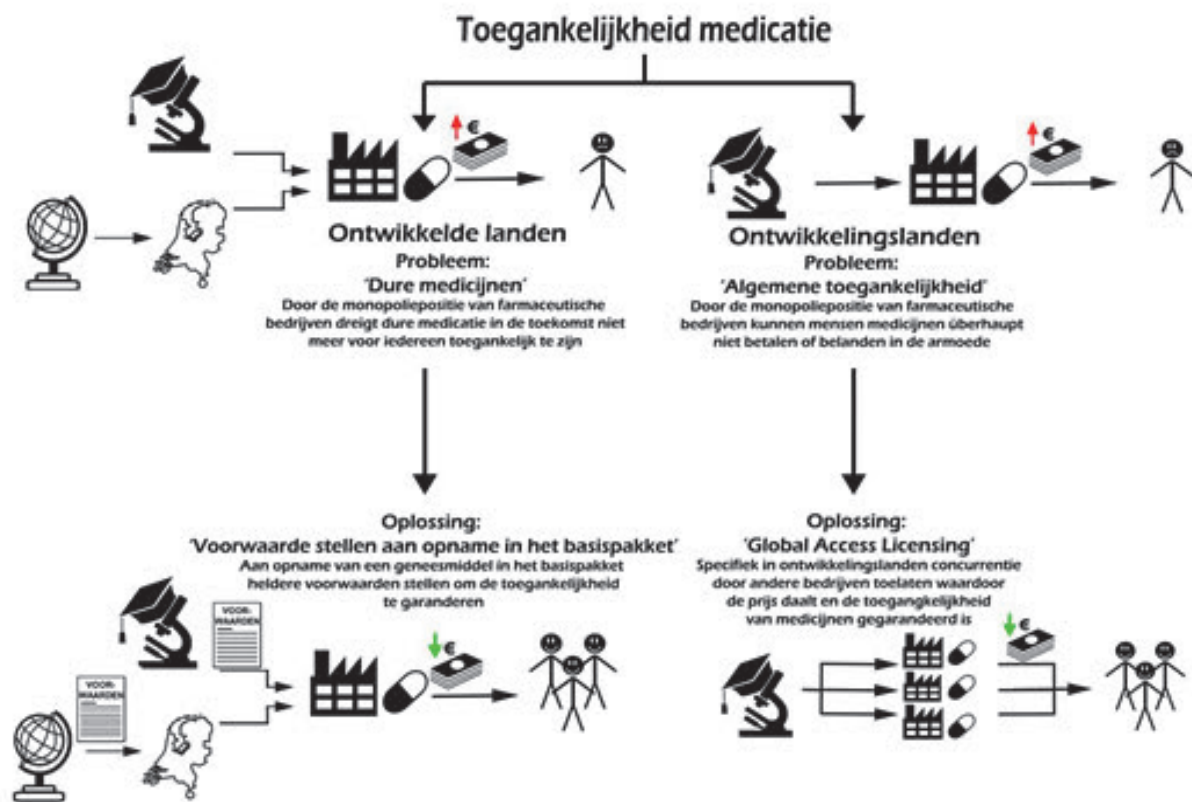 Toegankelijkheid medicatie
€
€
Ontwikkelde landen
Probleem:
'Dure medicijnen'
Door de monopoliepositie van farmaceutische
bedrijven dreigt dure medicatie in de toekomst niet
meer voor iedereen toegankelijk te zijn
Ontwikkelingslanden
Probleem:
'Algemene toegankelijkheid'
Door de monopoliepositie van farmaceutische
bedrijven kunnen mensen medicijnen überhaupt
niet betalen of belanden in de armoede
Oplossing:
'Voorwaarde stellen aan opname in het basispakket'
Aan opname van een geneesmiddel in het basispakket
heldere voorwaarden stellen om de toegankelijkheid
te garanderen
Oplossing:
'Global Access Licensing'
Specifiek in ontwikkelingslanden concurrentie
door andere bedrijven toelaten waardoor
de prijs daalt en de toegangkelijkheid
van medicijnen gegarandeerd is
VOOR-
WAARDEN
€
€
VOOR-
WAARDEN